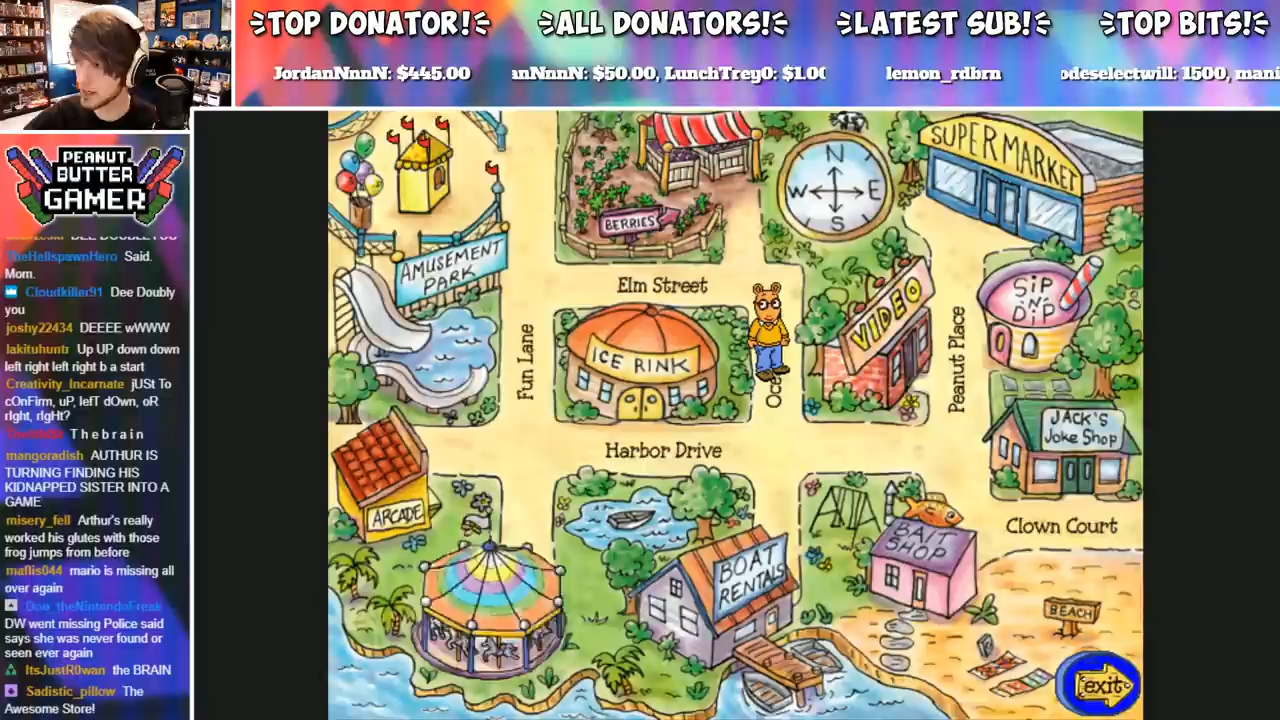 TOP DONATOR!
ALL DONATORS!
LATEST SUB!
TOP BITS!
JordanNnnN: $445.00
anNnnN: $50.00, LunchTrey0: $1.00
lemon_rdbrn
odeselectwill: 1500, mani
PEANUT
BUTTER
GAMER
TheHellspawnHero Said.
Mom.
Cloudkiller91 Dee Doubly
you
joshy22434 DEEEE wWWW
lakituhuntr Up UP down down
left right left right b a start
Creativity_Incarnate jUSt To
cOnFirm, uP, lefT dOwn, oR
rIght, rIgHt?
T h e b r a i n
mangoradish AUTHUR IS
TURNING FINDING HIS
KIDNAPPED SISTER INTO A
GAME
misery_fell Arthur's really
worked his glutes with those
frog jumps from before
maflis044 mario is missing all
over again
DW went missing Police said
says she was never found or
seen ever again
ItsJustR0wan the BRAIN
Sadistic_pillow The
Awesome Store!
SUPERMARKET
N
W E
S
BERRIES
AMUSEMENT
PARK
Elm Street
SIP
-N-
DIP
VIDEO
ICE RINK
Fun Lane
Oce
Peanut Place
JACK'S
Joke Shop
Harbor Drive
ARCADE
Clown Court
BAIT
SHOP
BOAT
RENTALS
BEACH
exit